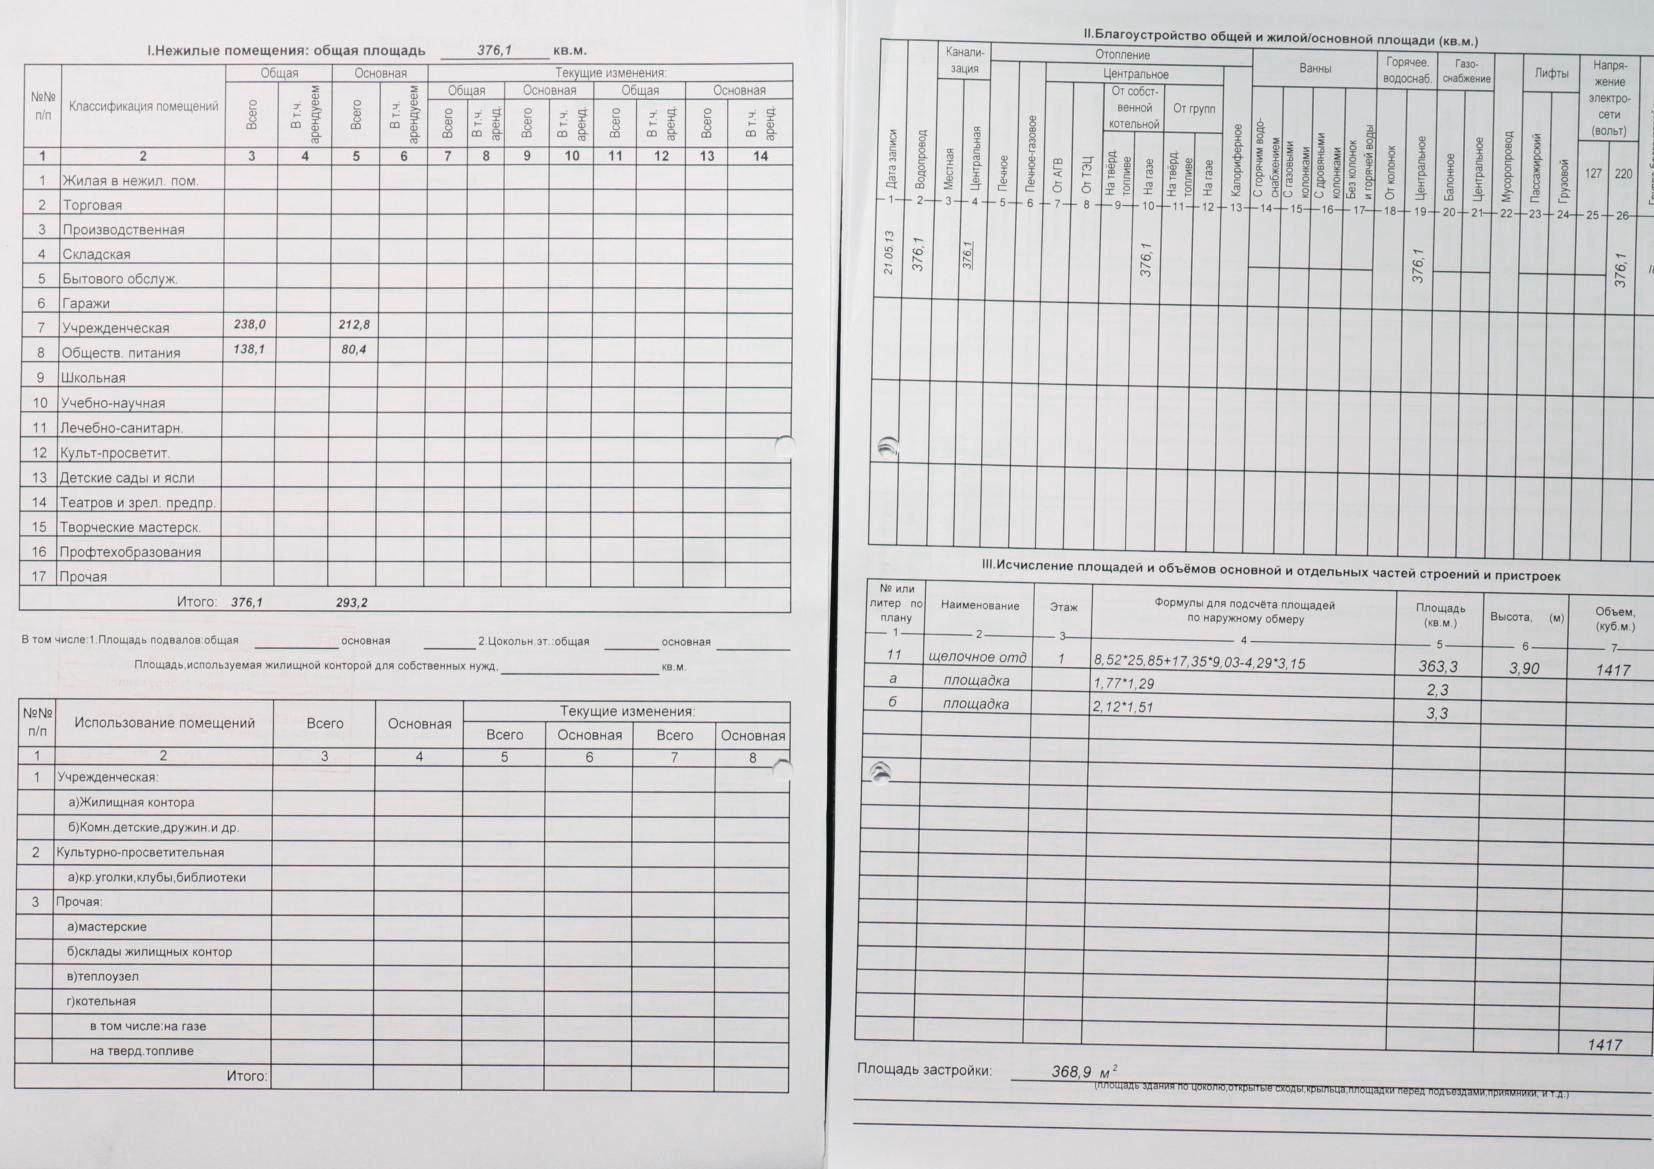 I.Нежилые помещения: общая площадь 376,1 кв.м.
№№ п/п
Классификация помещений
Общая
Основная
Текущие изменения:
Общая Основная Общая Основная
Всего
В т.ч. арендуеем
Всего
В т.ч. арендуеем
Всего
В т.ч. аренд.
Всего
В т.ч. аренд.
Всего
В т.ч. аренд.
Всего
В т.ч. аренд.
1 2 3 4 5 6 7 8 9 10 11 12 13 14
1 Жилая в нежил. пом.
2 Торговая
3 Производственная
4 Складская
5 Бытового обслуж.
6 Гаражи
7 Учрежденческая 238,0 212,8
8 Обществ. питания 138,1 80,4
9 Школьная
10 Учебно-научная
11 Лечебно-санитарн.
12 Культ-просветит.
13 Детские сады и ясли
14 Театров и зрел. предпр.
15 Творческие мастерск.
16 Профтехобразования
17 Прочая
Итого: 376,1 293,2
В том числе:1.Площадь подвалов:общая основная 2.Цокольн.эт.:общая основная
Площадь,используемая жилищной конторой для собственных нужд, кв.м.
№№ п/п
Использование помещений
Всего
Основная
Текущие изменения:
Всего Основная Всего Основная
1 2 3 4 5 6 7 8
1 Учрежденческая:
а)Жилищная контора
б)Комн.детские,дружин.и др.
2 Культурно-просветительная
а)кр.уголки,клубы,библиотеки
3 Прочая:
а)мастерские
б)склады жилищных контор
в)теплоузел
г)котельная
в том числе:на газе
на тверд.топливе
Итого:
II.Благоустройство общей и жилой/основной площади (кв.м.)
Дата записи
Водопровод
Канали-
зация
Местная
Центральная
Отопление
Печное
Печное-газовое
Центральное
От АГВ
От ТЭЦ
От собст-
венной
котельной
На твёрд. топливе
На газе
От групп
На твёрд. топливе
На газе
Калориферное
Ванны
С горячим водо-
снабжением
С газовыми
колонками
С дровяными
колонками
Без колонок
и горячей воды
Горячее.
водоснаб.
От колонок
Центральное
Газо-
снабжение
Балонное
Центральное
Мусоропровод
Лифты
Пассажирский
Грузовой
Напря-
жение
электро-
сети
(вольт)
127 220
1 2 3 4 5 6 7 8 9 10 11 12 13 14 15 16 17 18 19 20 21 22 23 24 25 26
21.05.13 376,1 376,1 376,1 376,1 376,1
III.Исчисление площадей и объёмов основной и отдельных частей строений и пристроек
№ или
литер по
плану
Наименование
Этаж
Формулы для подсчёта площадей
по наружному обмеру
Площадь
(кв.м.)
Высота, (м)
Объем,
(куб.м.)
1 2 3 4 5 6 7
11 щелочное отд 1 8,52*25,85+17,35*9,03-4,29*3,15 363,3 3,90 1417
а площадка 1,77*1,29 2,3
б площадка 2,12*1,51 3,3
1417
Площадь застройки: 368,9 м²
(площадь здания по цоколю,открытые сходы,крыльца,площадки перед подъездами,приямники, и т.д.)